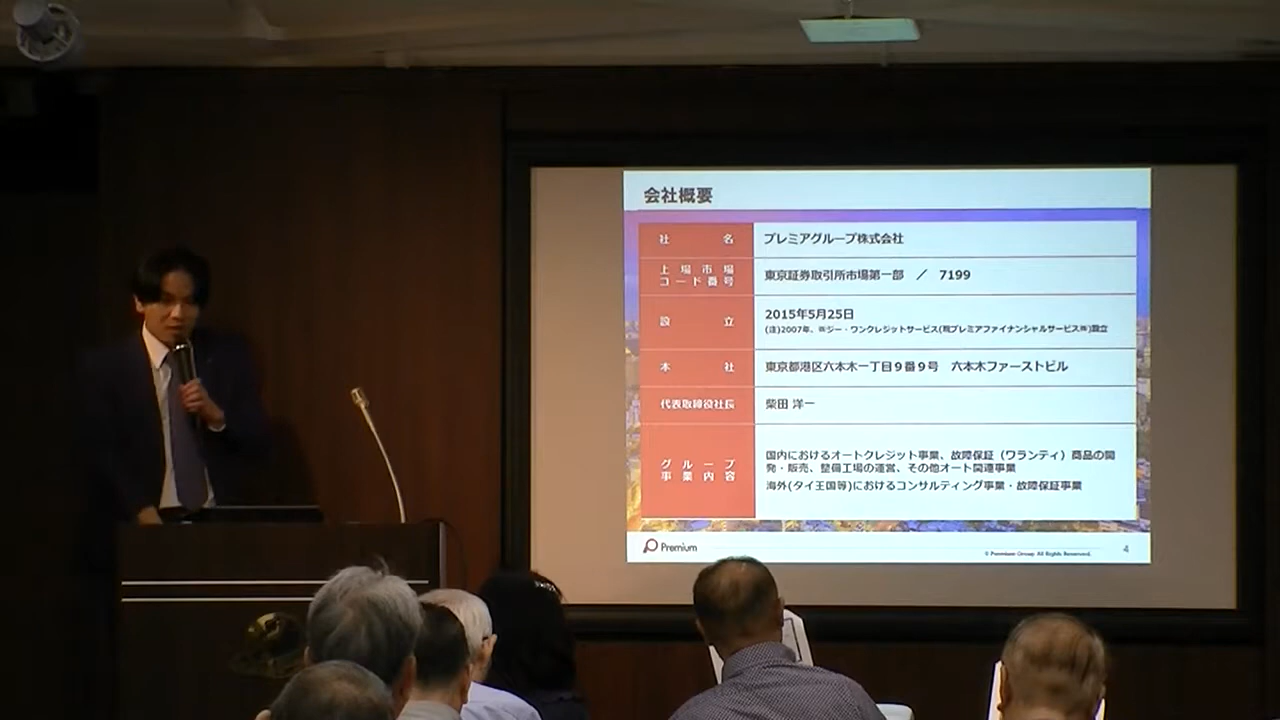 会社概要
社名 プレミアグループ株式会社
上場市場
コード番号 東京証券取引所市場第一部 ／ 7199
設立 2015年5月25日
(注)2007年、㈱ジー・ワンクレジットサービス(現プレミアファイナンシャルサービス㈱)設立
本社 東京都港区六本木一丁目９番９号 六本木ファーストビル
代表取締役社長 柴田 洋一
グループ
事業内容 国内におけるオートクレジット事業、故障保証（ワランティ）商品の開
発・販売、整備工場の運営、その他オート関連事業
海外(タイ王国等)におけるコンサルティング事業・故障保証事業
Premium
© Premium Group All Rights Reserved.
4